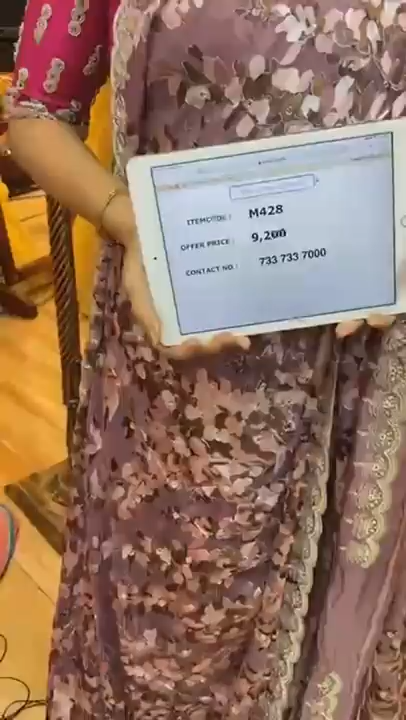 ITEMCODE : M428
OFFER PRICE : 9,200
CONTACT NO. : 733 733 7000